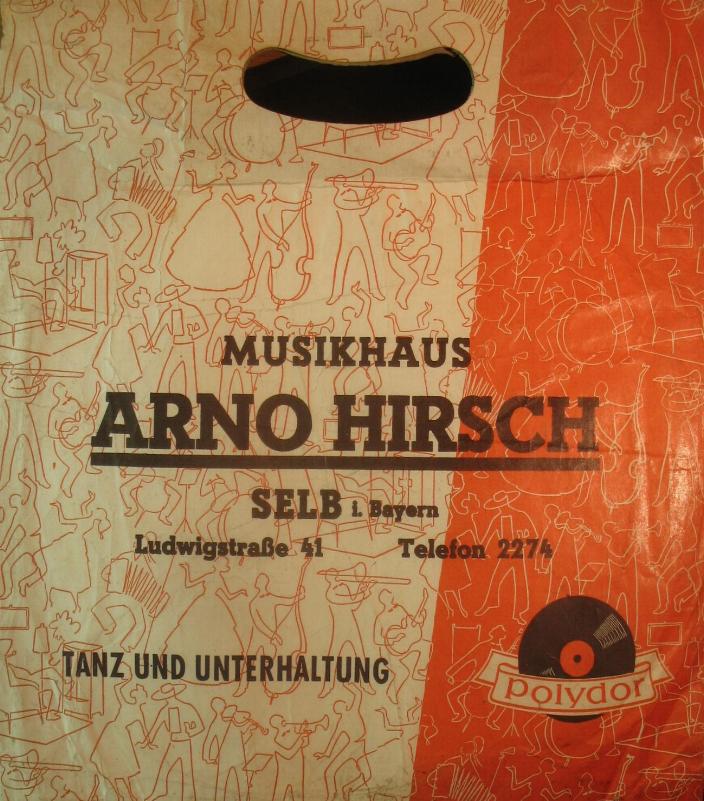 MUSIKHAUS
ARNO HIRSCH
SELB i. Bayern
Ludwigstraße 41 Telefon 2274
TANZ UND UNTERHALTUNG
polydor